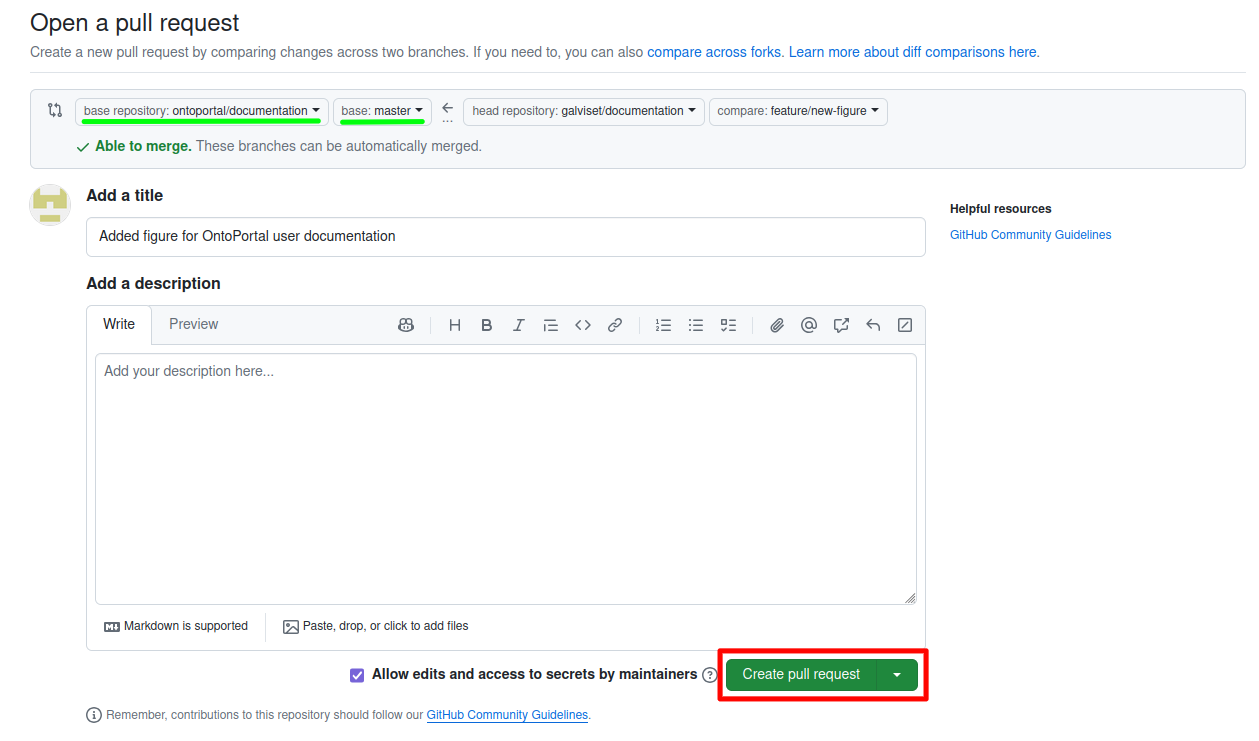 Open a pull request
Create a new pull request by comparing changes across two branches. If you need to, you can also compare across forks. Learn more about diff comparisons here.
base repository: ontoportal/documentation base: master ... head repository: galviset/documentation compare: feature/new-figure
Able to merge. These branches can be automatically merged.
Add a title
Helpful resources
Added figure for OntoPortal user documentation
GitHub Community Guidelines
Add a description
Write Preview
Add your description here...
Markdown is supported Paste, drop, or click to add files
Allow edits and access to secrets by maintainers Create pull request
Remember, contributions to this repository should follow our GitHub Community Guidelines.